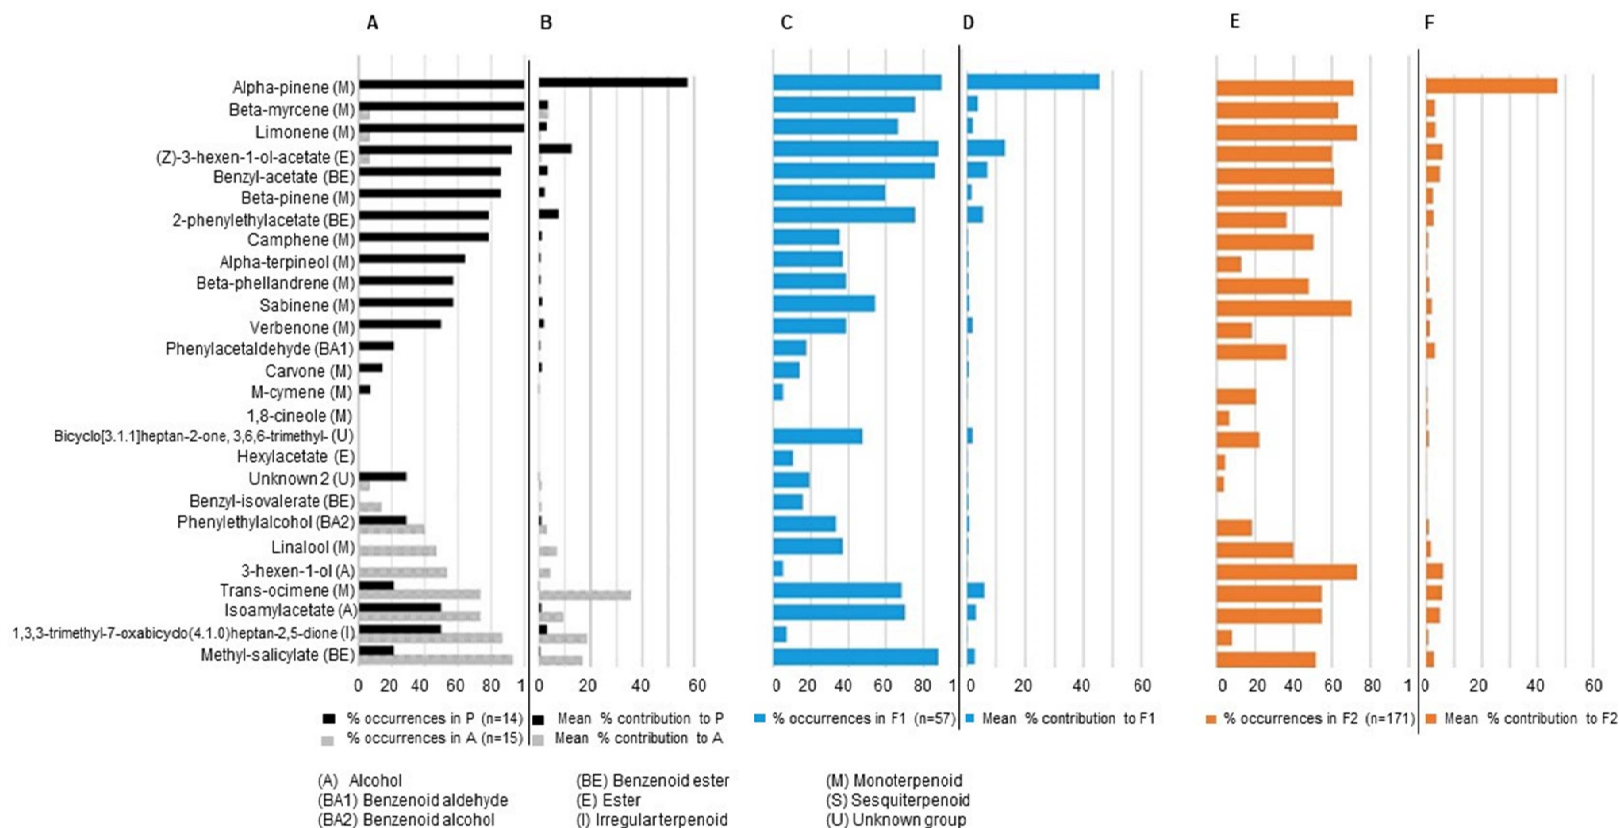 A B C D E F
Alpha-pinene (M)
Beta-myrcene (M)
Limonene (M)
(Z)-3-hexen-1-ol-acetate (E)
Benzyl-acetate (BE)
Beta-pinene (M)
2-phenylethylacetate (BE)
Camphene (M)
Alpha-terpineol (M)
Beta-phellandrene (M)
Sabinene (M)
Verbenone (M)
Phenylacetaldehyde (BA1)
Carvone (M)
M-cymene (M)
1,8-cineole (M)
Bicyclo[3.1.1]heptan-2-one, 3,6,6-trimethyl- (U)
Hexylacetate (E)
Unknown 2 (U)
Benzyl-isovalerate (BE)
Phenylethylalcohol (BA2)
Linalool (M)
3-hexen-1-ol (A)
Trans-ocimene (M)
Isoamylacetate (A)
1,3,3-trimethyl-7-oxabicydo(4.1.0)heptan-2,5-dione (I)
Methyl-salicylate (BE)
0 20 40 60 80 1 0 20 40 60 0 20 40 60 80 1 0 20 40 60 0 20 40 60 80 1 0 20 40 60
% occurrences in P (n=14) Mean % contribution to P % occurrences in F1 (n=57) Mean % contribution to F1 % occurrences in F2 (n=171) Mean % contribution to F2
% occurrences in A (n=15) Mean % contribution to A
(A) Alcohol (BE) Benzenoid ester (M) Monoterpenoid
(BA1) Benzenoid aldehyde (E) Ester (S) Sesquiterpenoid
(BA2) Benzenoid alcohol (I) Irregularterpenoid (U) Unknown group